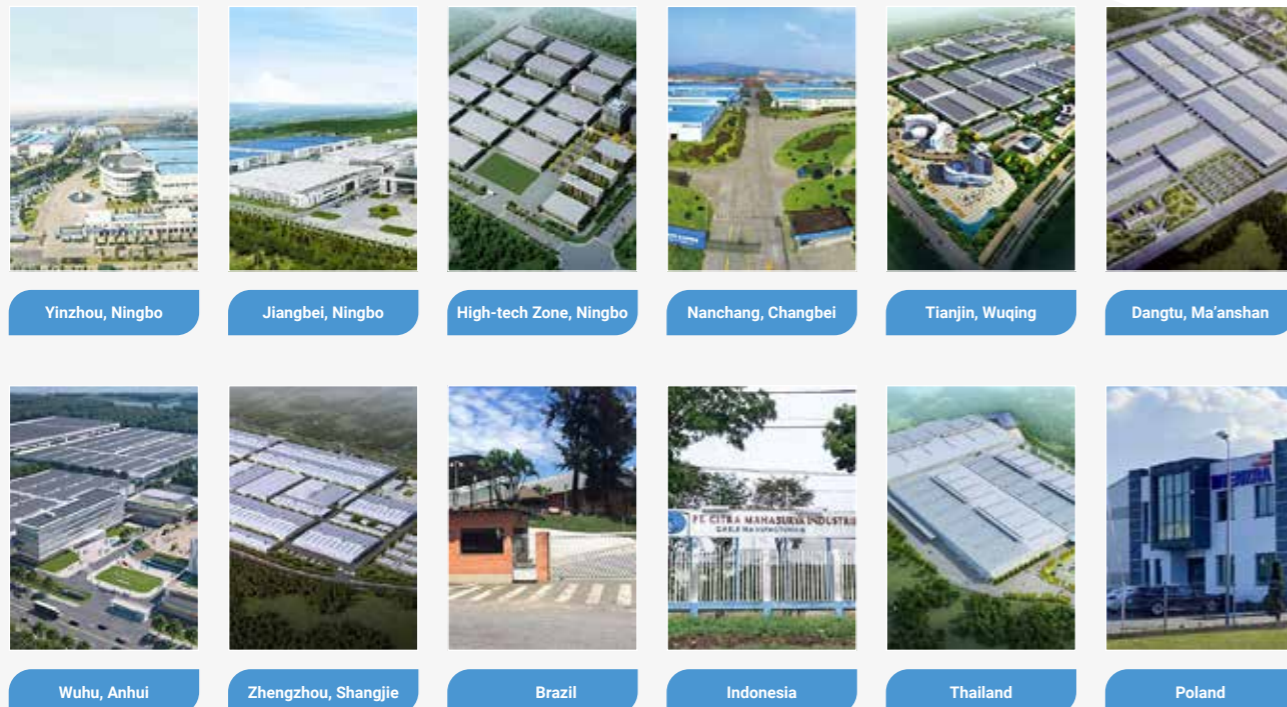 Yinzhou, Ningbo
Jiangbei, Ningbo
High-tech Zone, Ningbo
Nanchang, Changbei
Tianjin, Wuqing
Dangtu, Ma’anshan
PT. CITRA MAHASURYA INDUSTRI
Wuhu, Anhui
Zhengzhou, Shangjie
Brazil
Indonesia
Thailand
Poland